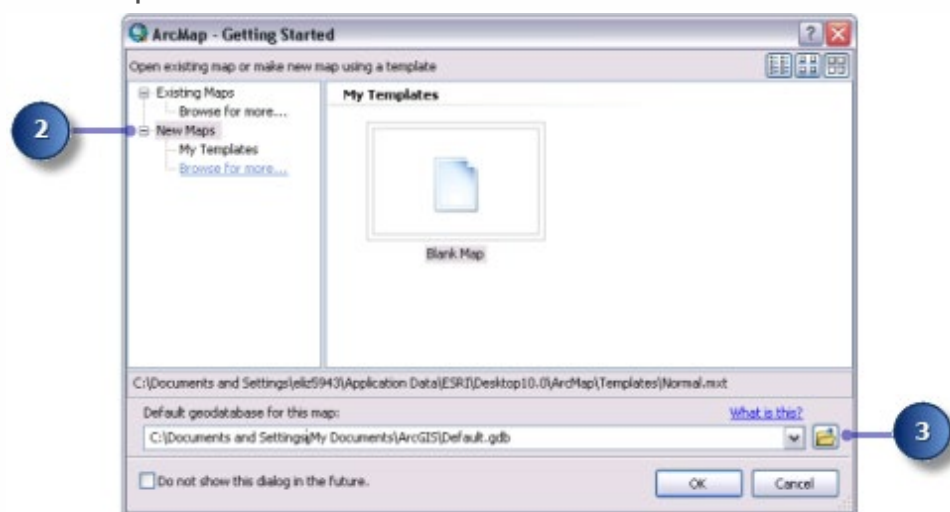 ArcMap - Getting Started
Open existing map or make new map using a template
Existing Maps
Browse for more...
New Maps
My Templates
Browse for more...
My Templates
Blank Map
2
C:\Documents and Settings\eliz5943\Application Data\ESRI\Desktop10.0\ArcMap\Templates\Normal.mxt
Default geodatabase for this map:
What is this?
C:\Documents and Settings\My Documents\ArcGIS\Default.gdb
3
Do not show this dialog in the future.
OK
Cancel